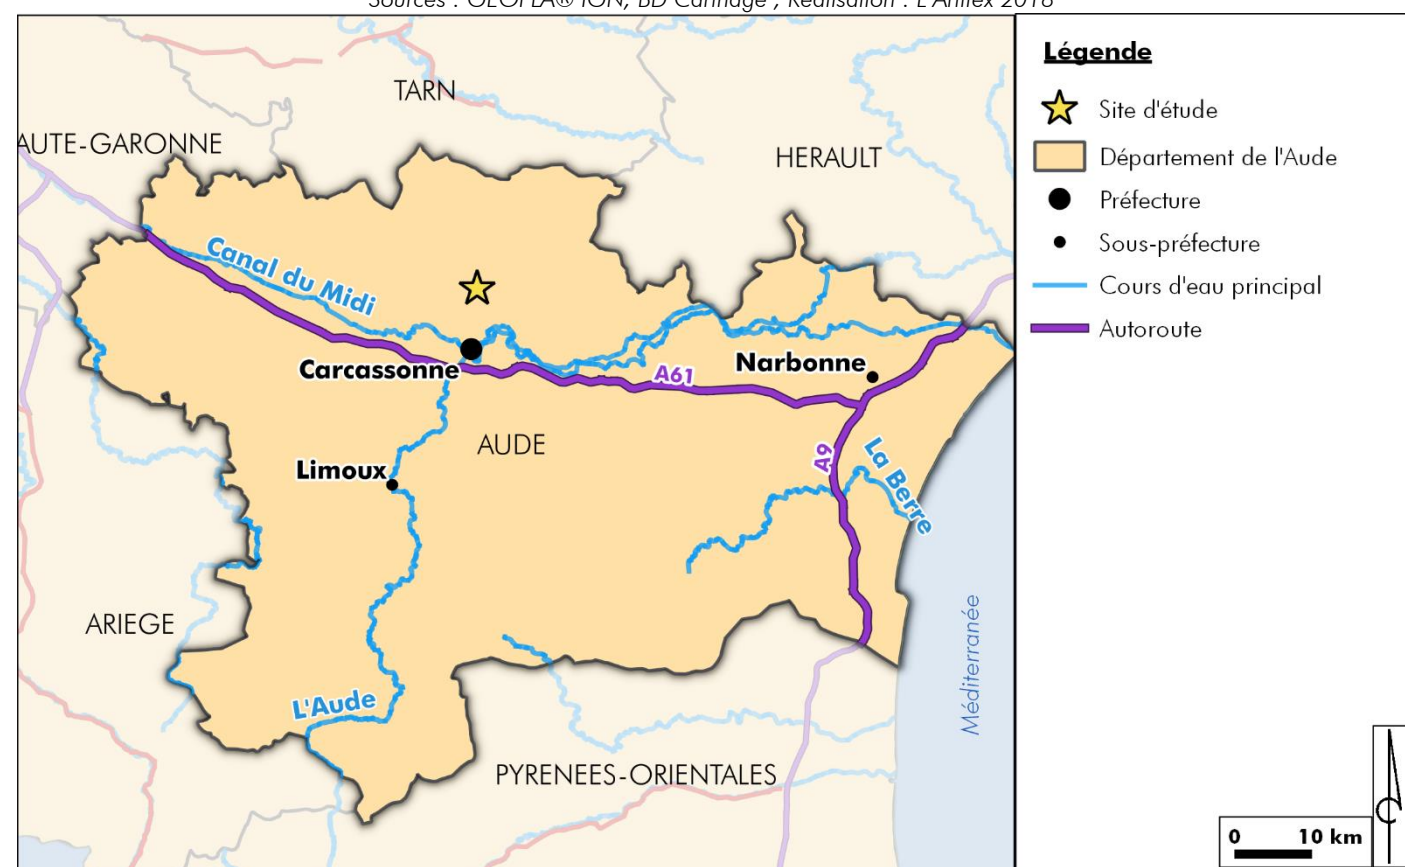 TARN
AUTE-GARONNE
HERAULT
Canal du Midi
Carcassonne
A61
Narbonne
AUDE
Limoux
A9
La Berre
ARIEGE
L'Aude
Méditerranée
PYRENEES-ORIENTALES
Légende
Site d'étude
Département de l'Aude
Préfecture
Sous-préfecture
Cours d'eau principal
Autoroute
0 10 km